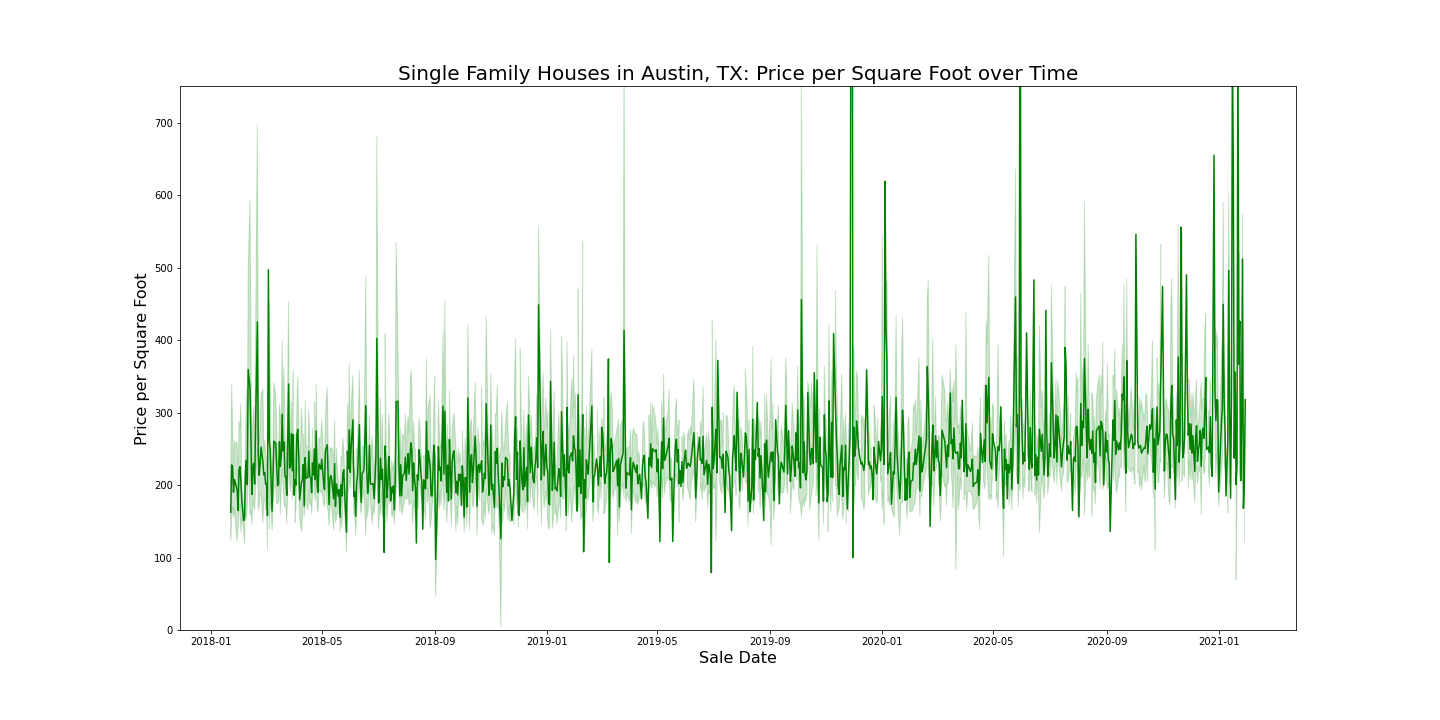 Single Family Houses in Austin, TX: Price per Square Foot over Time
Price per Square Foot
700
600
500
400
300
200
100
0
2018-01 2018-05 2018-09 2019-01 2019-05 2019-09 2020-01 2020-05 2020-09 2021-01
Sale Date